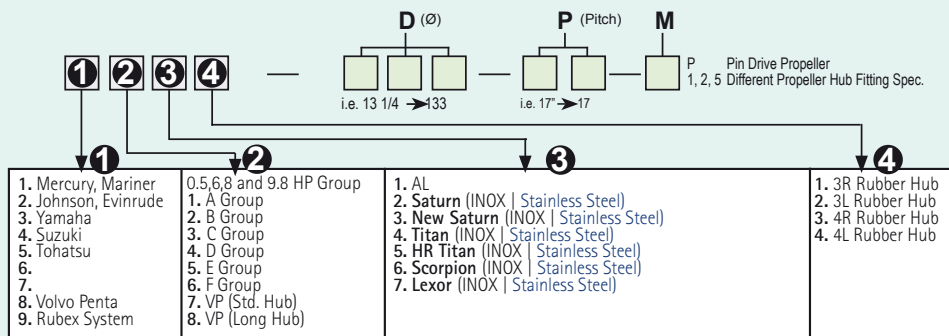 D (Ø) P (Pitch) M
1 2 3 4 — — —
P Pin Drive Propeller
1, 2, 5 Different Propeller Hub Fitting Spec.
i.e. 13 1/4 → 133 i.e. 17" → 17
1
1. Mercury, Mariner
2. Johnson, Evinrude
3. Yamaha
4. Suzuki
5. Tohatsu
6.
7.
8. Volvo Penta
9. Rubex System
2
0.5,6,8 and 9.8 HP Group
1. A Group
2. B Group
3. C Group
4. D Group
5. E Group
6. F Group
7. VP (Std. Hub)
8. VP (Long Hub)
3
1. AL
2. Saturn (INOX | Stainless Steel)
3. New Saturn (INOX | Stainless Steel)
4. Titan (INOX | Stainless Steel)
5. HR Titan (INOX | Stainless Steel)
6. Scorpion (INOX | Stainless Steel)
7. Lexor (INOX | Stainless Steel)
4
1. 3R Rubber Hub
2. 3L Rubber Hub
3. 4R Rubber Hub
4. 4L Rubber Hub